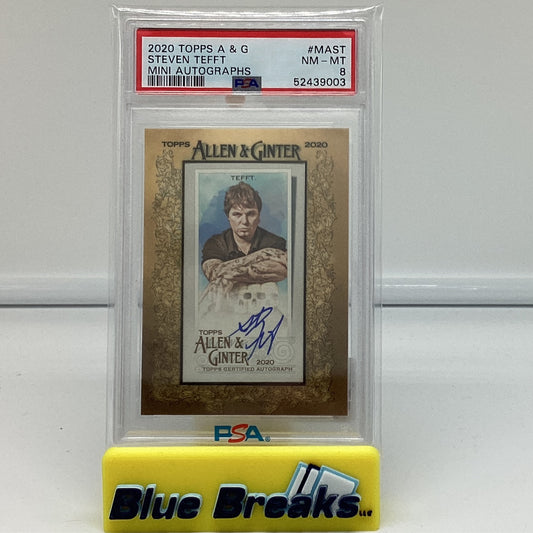 2020 TOPPS A & G #MAST
STEVEN TEFFT NM - MT
MINI AUTOGRAPHS 8
PSA 52439003
TOPPS ALLEN & GINTER 2020
TEFFT.
TOPPS
ALLEN &
GINTER
2020
TOPPS CERTIFIED AUTOGRAPH
PSA®
Blue Breaks LLC